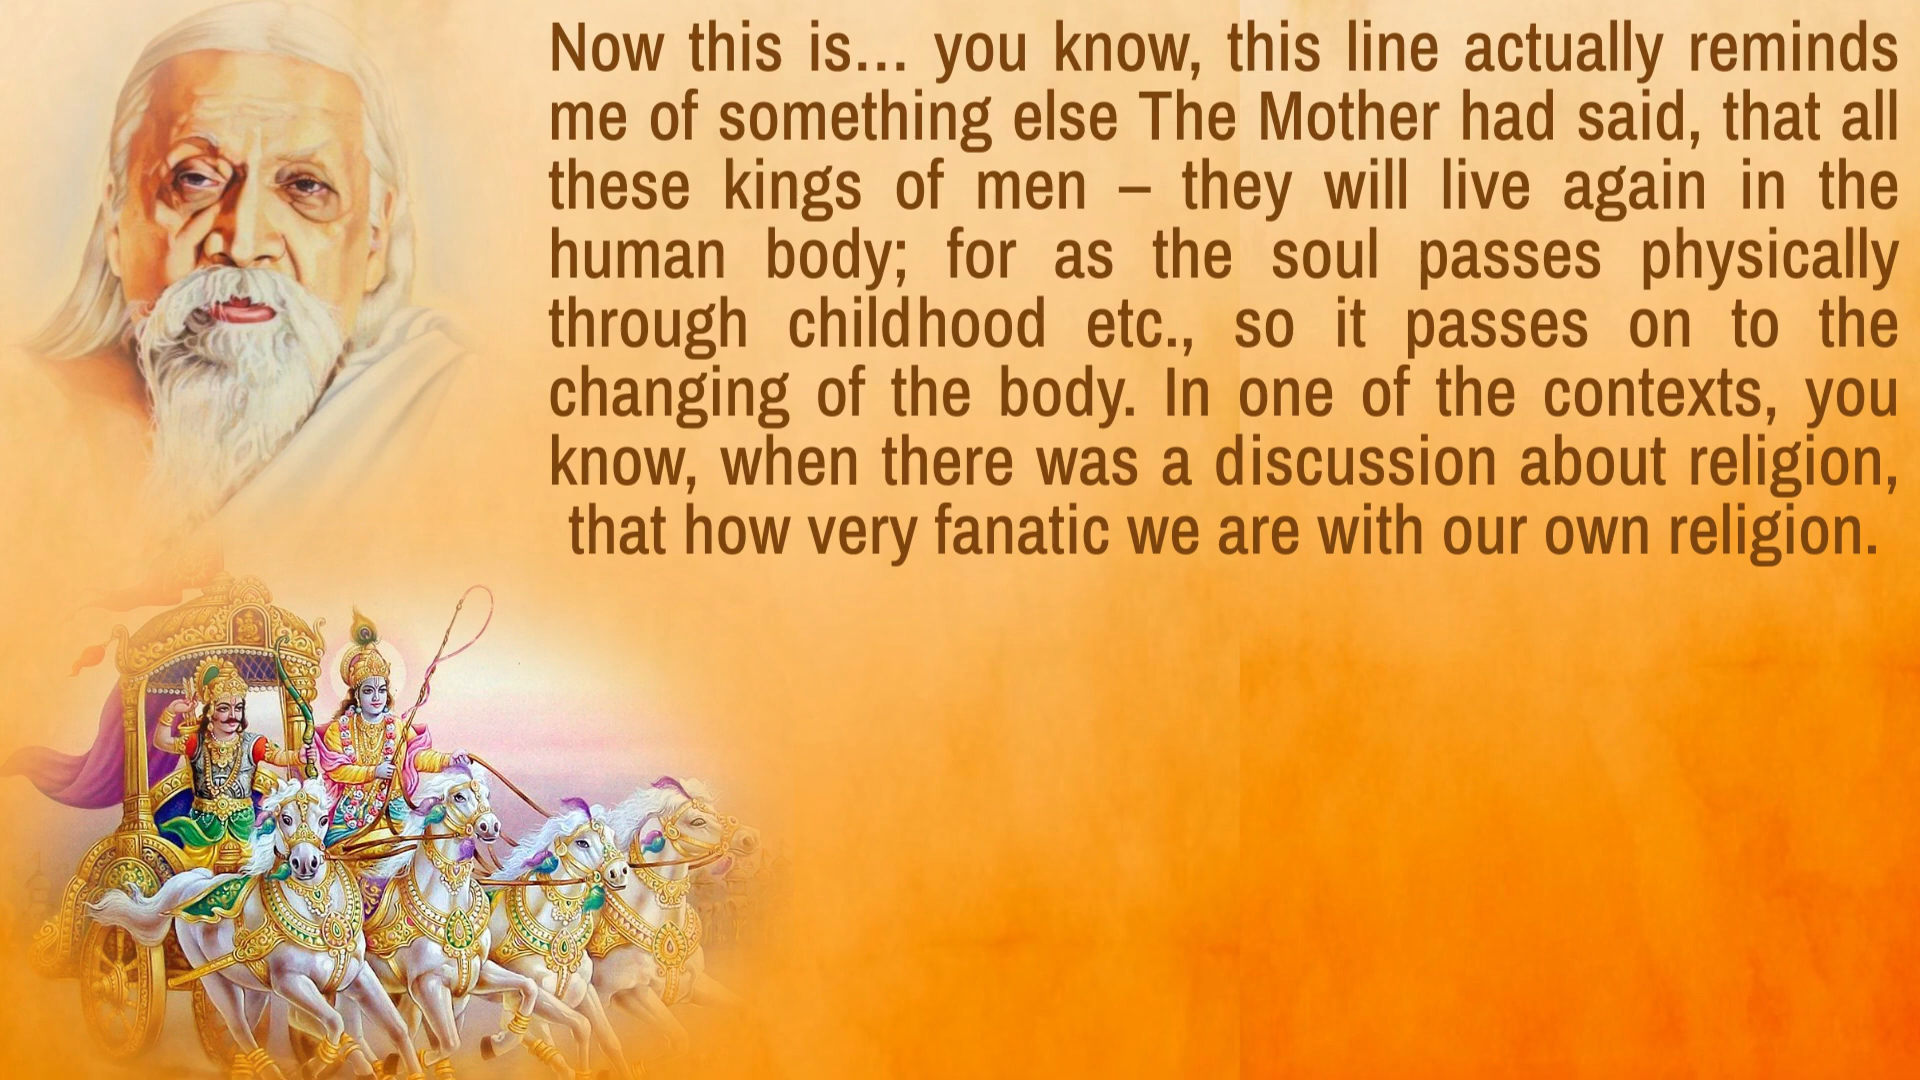 Now this is… you know, this line actually reminds
me of something else The Mother had said, that all
these kings of men – they will live again in the
human body; for as the soul passes physically
through childhood etc., so it passes on to the
changing of the body. In one of the contexts, you
know, when there was a discussion about religion,
that how very fanatic we are with our own religion.